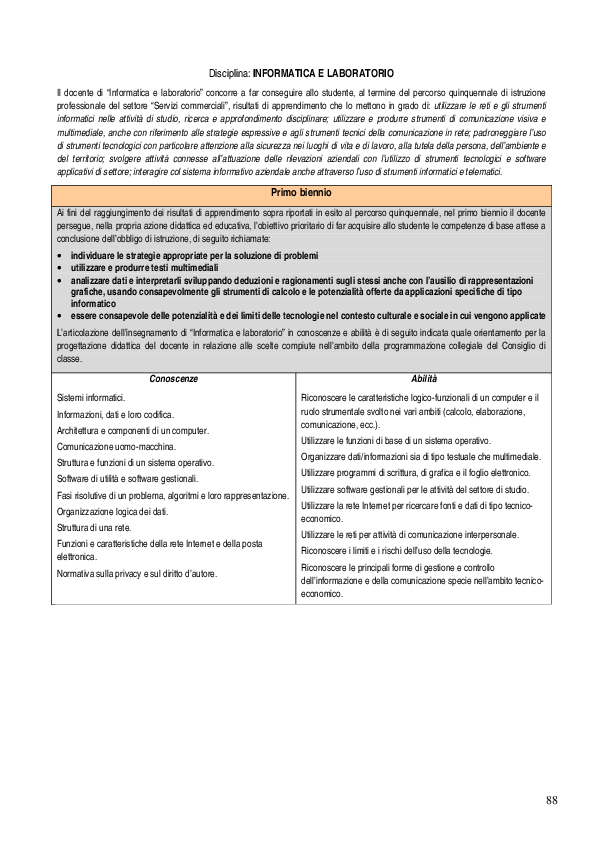 Disciplina: INFORMATICA E LABORATORIO
Il docente di “Informatica e laboratorio” concorre a far conseguire allo studente, al termine del percorso quinquennale di istruzione
professionale del settore “Servizi commerciali”, risultati di apprendimento che lo mettono in grado di: utilizzare le reti e gli strumenti
informatici nelle attività di studio, ricerca e approfondimento disciplinare; utilizzare e produrre strumenti di comunicazione visiva e
multimediale, anche con riferimento alle strategie espressive e agli strumenti tecnici della comunicazione in rete; padroneggiare l’uso
di strumenti tecnologici con particolare attenzione alla sicurezza nei luoghi di vita e di lavoro, alla tutela della persona, dell’ambiente e
del territorio; svolgere attività connesse all’attuazione delle rilevazioni aziendali con l’utilizzo di strumenti tecnologici e software
applicativi di settore; interagire col sistema informativo aziendale anche attraverso l’uso di strumenti informatici e telematici.
Primo biennio
Ai fini del raggiungimento dei risultati di apprendimento sopra riportati in esito al percorso quinquennale, nel primo biennio il docente
persegue, nella propria azione didattica ed educativa, l’obiettivo prioritario di far acquisire allo studente le competenze di base attese a
conclusione dell’obbligo di istruzione, di seguito richiamate:
• individuare le strategie appropriate per la soluzione di problemi
• utilizzare e produrre testi multimediali
• analizzare dati e interpretarli sviluppando deduzioni e ragionamenti sugli stessi anche con l’ausilio di rappresentazioni
grafiche, usando consapevolmente gli strumenti di calcolo e le potenzialità offerte da applicazioni specifiche di tipo
informatico
• essere consapevole delle potenzialità e dei limiti delle tecnologie nel contesto culturale e sociale in cui vengono applicate
L’articolazione dell’insegnamento di “Informatica e laboratorio” in conoscenze e abilità è di seguito indicata quale orientamento per la
progettazione didattica del docente in relazione alle scelte compiute nell’ambito della programmazione collegiale del Consiglio di
classe.
Conoscenze
Sistemi informatici.
Informazioni, dati e loro codifica.
Architettura e componenti di un computer.
Comunicazione uomo-macchina.
Struttura e funzioni di un sistema operativo.
Software di utilità e software gestionali.
Fasi risolutive di un problema, algoritmi e loro rappresentazione.
Organizzazione logica dei dati.
Struttura di una rete.
Funzioni e caratteristiche della rete Internet e della posta
elettronica.
Normativa sulla privacy e sul diritto d’autore.
Abilità
Riconoscere le caratteristiche logico-funzionali di un computer e il
ruolo strumentale svolto nei vari ambiti (calcolo, elaborazione,
comunicazione, ecc.).
Utilizzare le funzioni di base di un sistema operativo.
Organizzare dati/informazioni sia di tipo testuale che multimediale.
Utilizzare programmi di scrittura, di grafica e il foglio elettronico.
Utilizzare software gestionali per le attività del settore di studio.
Utilizzare la rete Internet per ricercare fonti e dati di tipo tecnico-
economico.
Utilizzare le reti per attività di comunicazione interpersonale.
Riconoscere i limiti e i rischi dell’uso della tecnologie.
Riconoscere le principali forme di gestione e controllo
dell’informazione e della comunicazione specie nell’ambito tecnico-
economico.
88